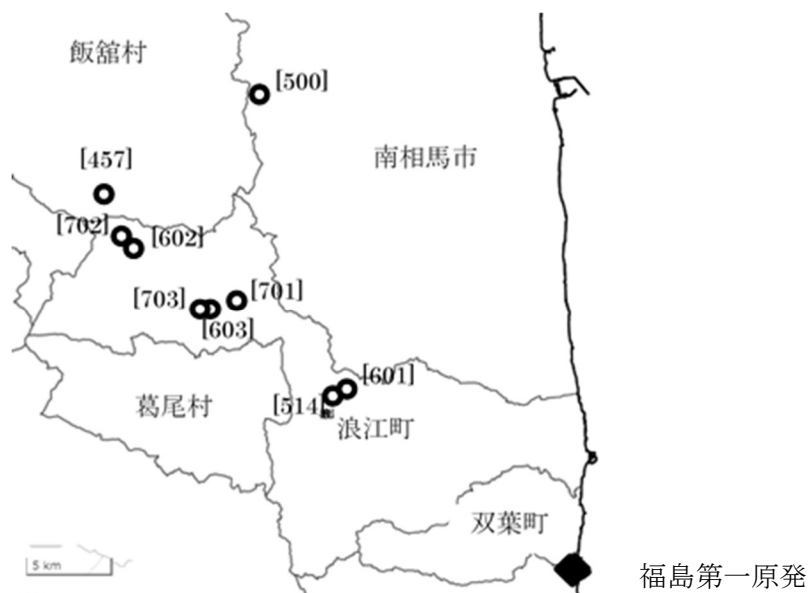 飯舘村
[500]
南相馬市
[457]
[702]
[602]
[701]
[703]
[603]
[601]
葛尾村
[514]
浪江町
双葉町
5 km
福島第一原発